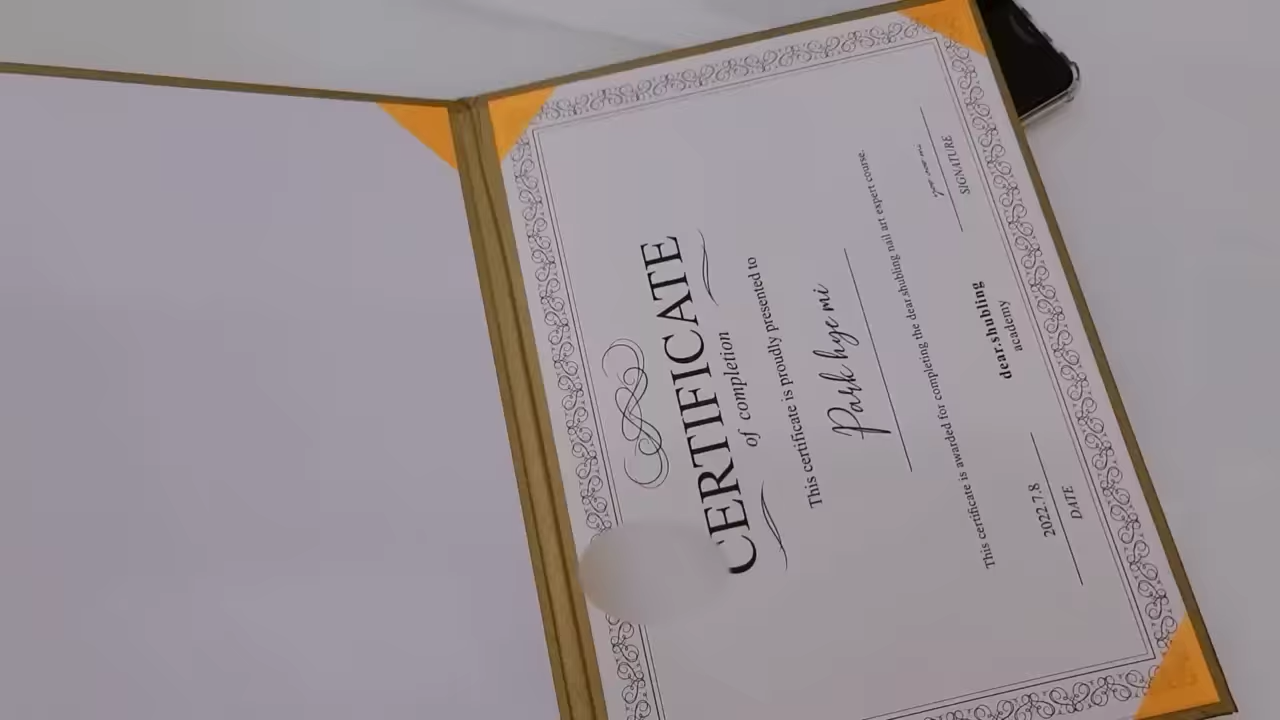 CERTIFICATE
of completion
This certificate is proudly presented to
Park hye mi
This certificate is awarded for completing the dear.shubling nail art expert course.
2022.7.8
DATE
dear.shubling
academy
SIGNATURE